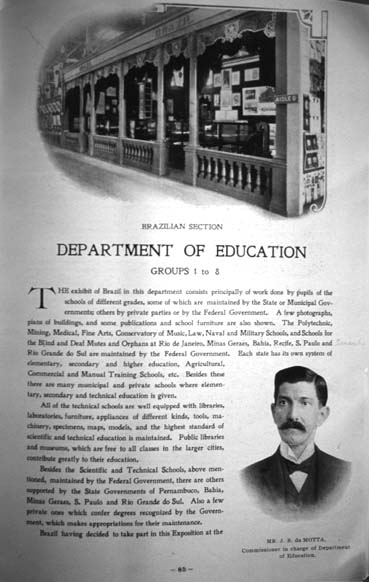 BRAZIL
AISLE
BRAZILIAN SECTION
DEPARTMENT OF EDUCATION
GROUPS 1 to 8
THE exhibit of Brazil in this department consists principally of work done by pupils of the
schools of different grades, some of which are maintained by the State or Municipal Gov-
ernments; others by private parties or by the Federal Government. A few photographs,
plans of buildings, and some publications and school furniture are also shown. The Polytechnic,
Mining, Medical, Fine Arts, Conservatory of Music, Law, Naval and Military Schools, and Schools for
the Blind and Deaf Mutes and Orphans at Rio de Janeiro, Minas Geraes, Bahia, Recife, S. Paulo and
Rio Grande do Sul are maintained by the Federal Government. Each state has its own system of
elementary, secondary and higher education, Agricultural,
Commercial and Manual Training Schools, etc. Besides these
there are many municipal and private schools where elemen-
tary, secondary and technical education is given.
All of the technical schools are well equipped with libraries,
laboratories, furniture, appliances of different kinds, tools, ma-
chinery, specimens, maps, models, and the highest standard of
scientific and technical education is maintained. Public libraries
and museums, which are free to all classes in the larger cities,
contribute greatly to their education.
Besides the Scientific and Technical Schools, above men-
tioned, maintained by the Federal Government, there are others
supported by the State Governments of Pernambuco, Bahia,
Minas Geraes, S. Paulo and Rio Grande do Sul. Also a few
private ones which confer degrees recognized by the Govern-
ment, which makes appropriations for their maintenance.
Brazil having decided to take part in this Exposition at the
MR. J. R. da MOTTA,
Commissioner in charge of Department
of Education.
— 85 —